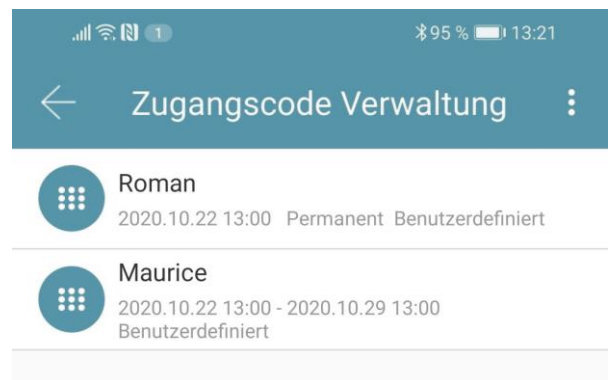 1 95 % 13:21
Zugangscode Verwaltung
Roman
2020.10.22 13:00 Permanent Benutzerdefiniert
Maurice
2020.10.22 13:00 - 2020.10.29 13:00
Benutzerdefiniert